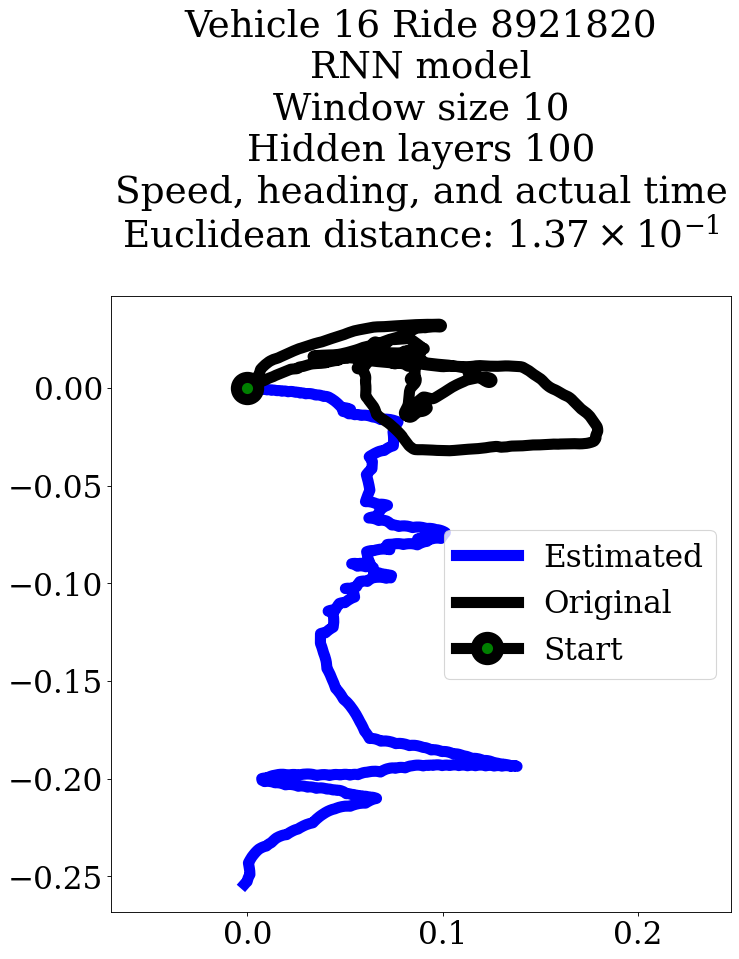 Vehicle 16 Ride 8921820
RNN model
Window size 10
Hidden layers 100
Speed, heading, and actual time
Euclidean distance: 1.37 × 10⁻¹
0.00
−0.05
−0.10
−0.15
−0.20
−0.25
Estimated
Original
Start
0.0 0.1 0.2